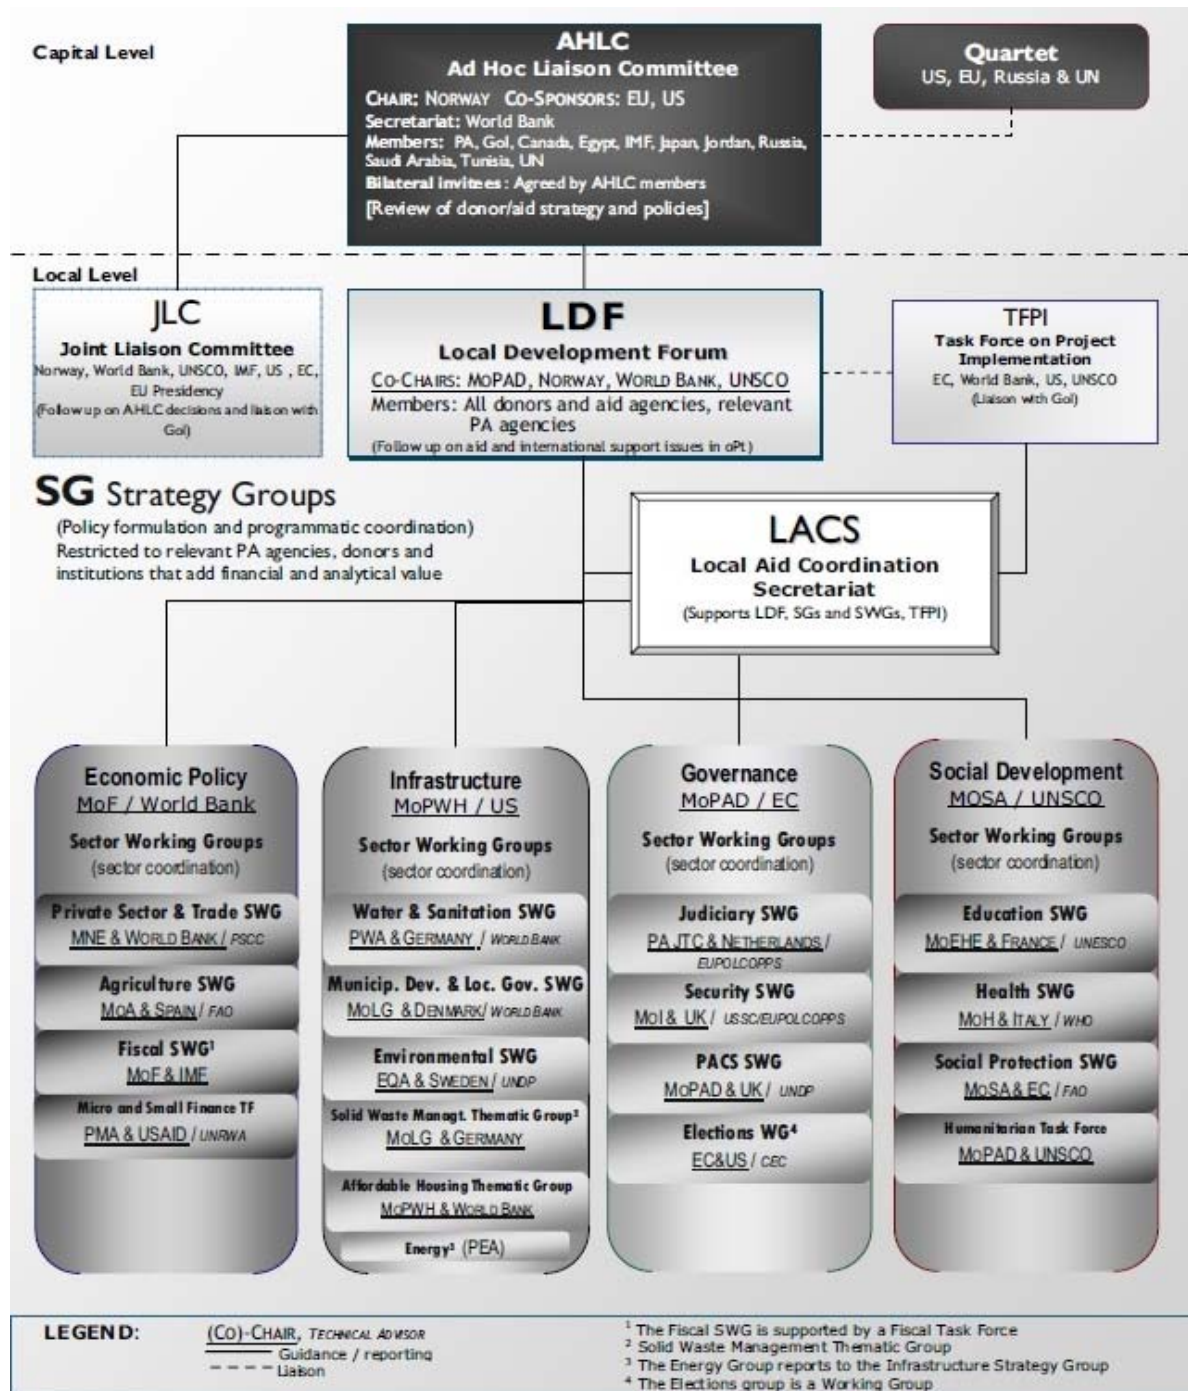 Capital Level
AHLC
Ad Hoc Liaison Committee
CHAIR: NORWAY CO-SPONSORS: EU, US
Secretariat: World Bank
Members: PA, GoI, Canada, Egypt, IMF, Japan, Jordan, Russia,
Saudi Arabia, Tunisia, UN
Bilateral invitees : Agreed by AHLC members
[Review of donor/aid strategy and policies]
Quartet
US, EU, Russia & UN
Local Level
JLC
Joint Liaison Committee
Norway, World Bank, UNSCO, IMF, US , EC,
EU Presidency
(Follow up on AHLC decisions and liaison with
GoI)
LDF
Local Development Forum
CO-CHAIRS: MOPAD, NORWAY, WORLD BANK, UNSCO
Members: All donors and aid agencies, relevant
PA agencies
(Follow up on aid and international support issues in oPt)
TFPI
Task Force on Project
Implementation
EC, World Bank, US, UNSCO
(Liaison with GoI)
SG Strategy Groups
(Policy formulation and programmatic coordination)
Restricted to relevant PA agencies, donors and
institutions that add financial and analytical value
LACS
Local Aid Coordination
Secretariat
(Supports LDF, SGs and SWGs, TFPI)
Economic Policy
MoF / World Bank
Sector Working Groups
(sector coordination)
Private Sector & Trade SWG
MNE & WORLD BANK / PSCC
Agriculture SWG
MoA & SPAIN / FAO
Fiscal SWG¹
MoF & IMF
Micro and Small Finance TF
PMA & USAID / UNRWA
Infrastructure
MoPWH / US
Sector Working Groups
(sector coordination)
Water & Sanitation SWG
PWA & GERMANY / WORLD BANK
Municip. Dev. & Loc. Gov. SWG
MoLG & DENMARK/ WORLD BANK
Environmental SWG
EQA & SWEDEN / UNDP
Solid Waste Managt. Thematic Group²
MoLG & GERMANY
Affordable Housing Thematic Group
MoPWH & WORLD BANK
Energy³ (PEA)
Governance
MoPAD / EC
Sector Working Groups
(sector coordination)
Judiciary SWG
PA JTC & NETHERLANDS /
EUPOLCOPPS
Security SWG
MoI & UK / USSC/EUPOLCOPPS
PACS SWG
MoPAD & UK / UNDP
Elections WG⁴
EC&US / CEC
Social Development
MOSA / UNSCO
Sector Working Groups
(sector coordination)
Education SWG
MoEHE & FRANCE / UNESCO
Health SWG
MoH & ITALY / WHO
Social Protection SWG
MoSA & EC / FAO
Humanitarian Task Force
MoPAD & UNSCO
LEGEND:
(CO)-CHAIR, TECHNICAL ADVISOR
Guidance / reporting
Liaison
¹ The Fiscal SWG is supported by a Fiscal Task Force
² Solid Waste Management Thematic Group
³ The Energy Group reports to the Infrastructure Strategy Group
⁴ The Elections group is a Working Group